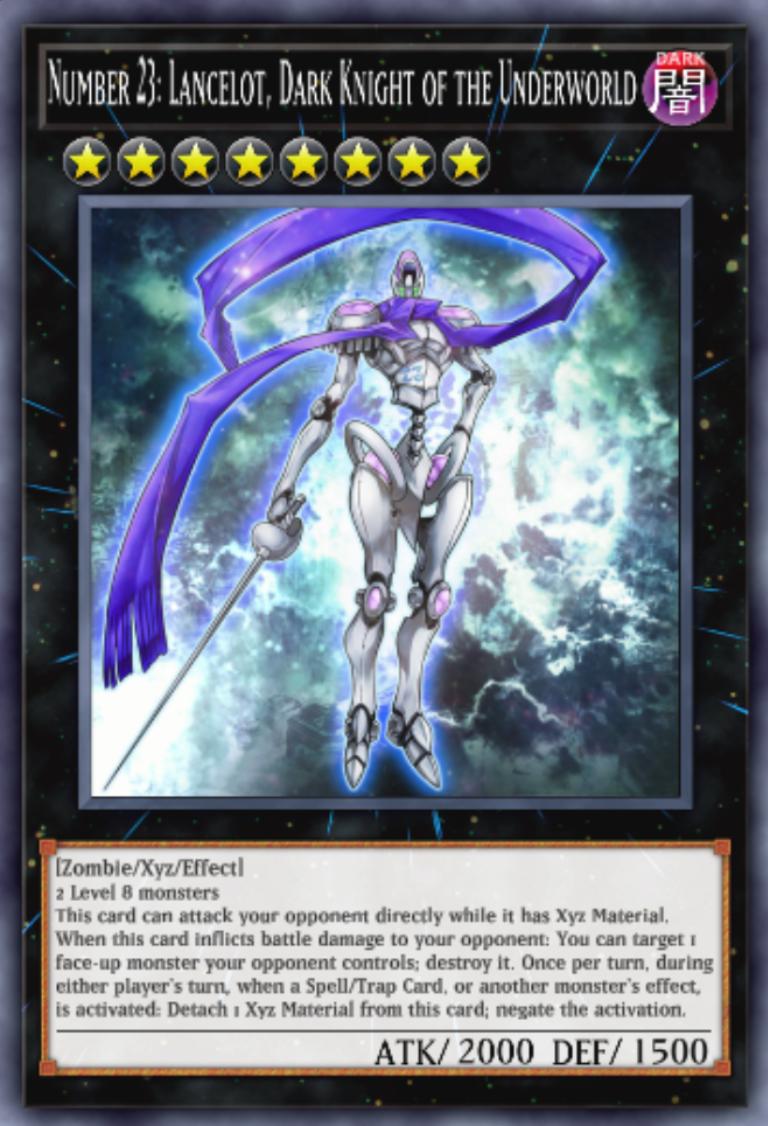 NUMBER 23: LANCELOT, DARK KNIGHT OF THE UNDERWORLD
DARK
闇
[Zombie/Xyz/Effect]
2 Level 8 monsters
This card can attack your opponent directly while it has Xyz Material.
When this card inflicts battle damage to your opponent: You can target 1
face-up monster your opponent controls; destroy it. Once per turn, during
either player's turn, when a Spell/Trap Card, or another monster's effect,
is activated: Detach 1 Xyz Material from this card; negate the activation.
ATK/ 2000 DEF/ 1500